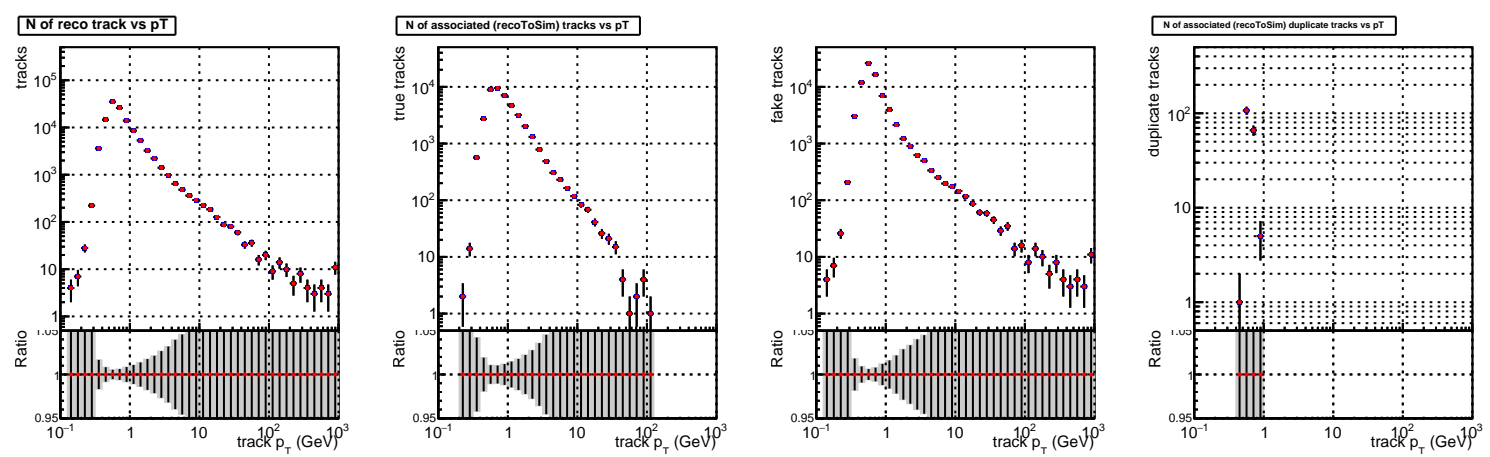 N of reco track vs pT
N of associated (recoToSim) tracks vs pT
N of associated (recoToSim) duplicate tracks vs pT
tracks
10^5
10^4
10^3
10^2
10
1
Ratio
1.05
1
0.95
10^-1 1 10 10^2 10^3
track p_T (GeV)
true tracks
10^4
10^3
10^2
10
1
Ratio
1.05
1
0.95
10^-1 1 10 10^2 10^3
track p_T (GeV)
fake tracks
10^4
10^3
10^2
10
1
Ratio
1.05
1
0.95
10^-1 1 10 10^2 10^3
track p_T (GeV)
duplicate tracks
10^2
10
1
Ratio
1.05
1
0.95
10^-1 1 10 10^2 10^3
track p_T (GeV)